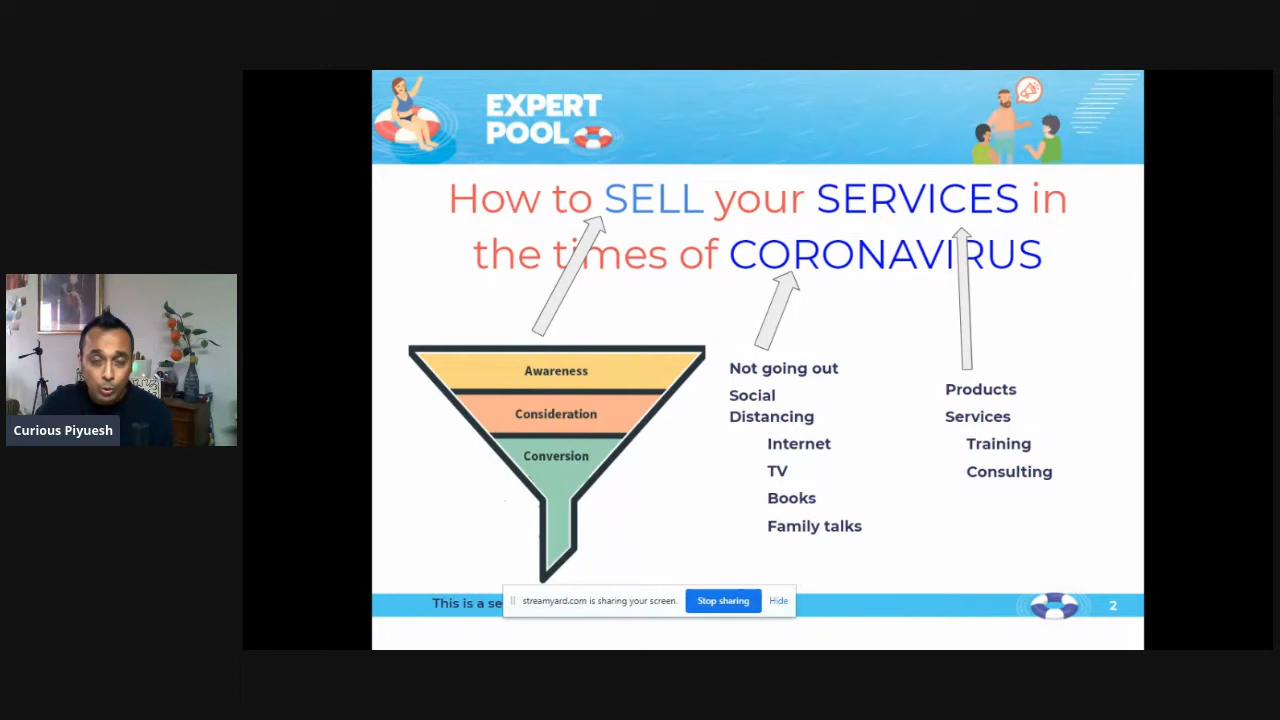 EXPERT
POOL
How to SELL your SERVICES in
the times of CORONAVIRUS
Awareness
Consideration
Conversion
Not going out
Social
Distancing
Internet
TV
Books
Family talks
Products
Services
Training
Consulting
Curious Piyuesh
This is a
streamyard.com is sharing your screen.
Stop sharing
Hide
2